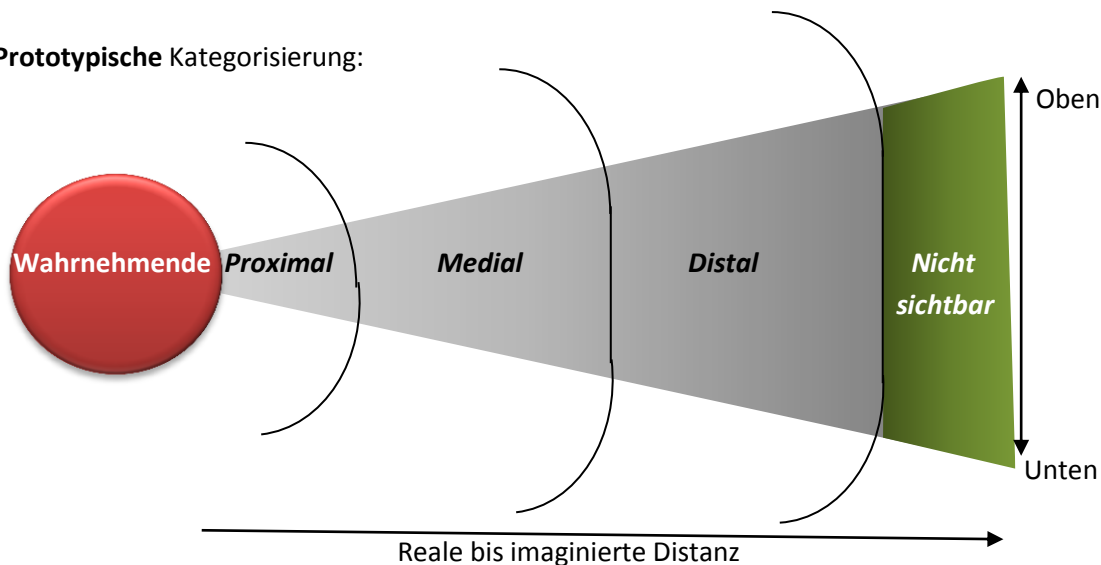 Prototypische Kategorisierung:
Oben
Wahrnehmende
Proximal
Medial
Distal
Nicht
sichtbar
Unten
Reale bis imaginierte Distanz